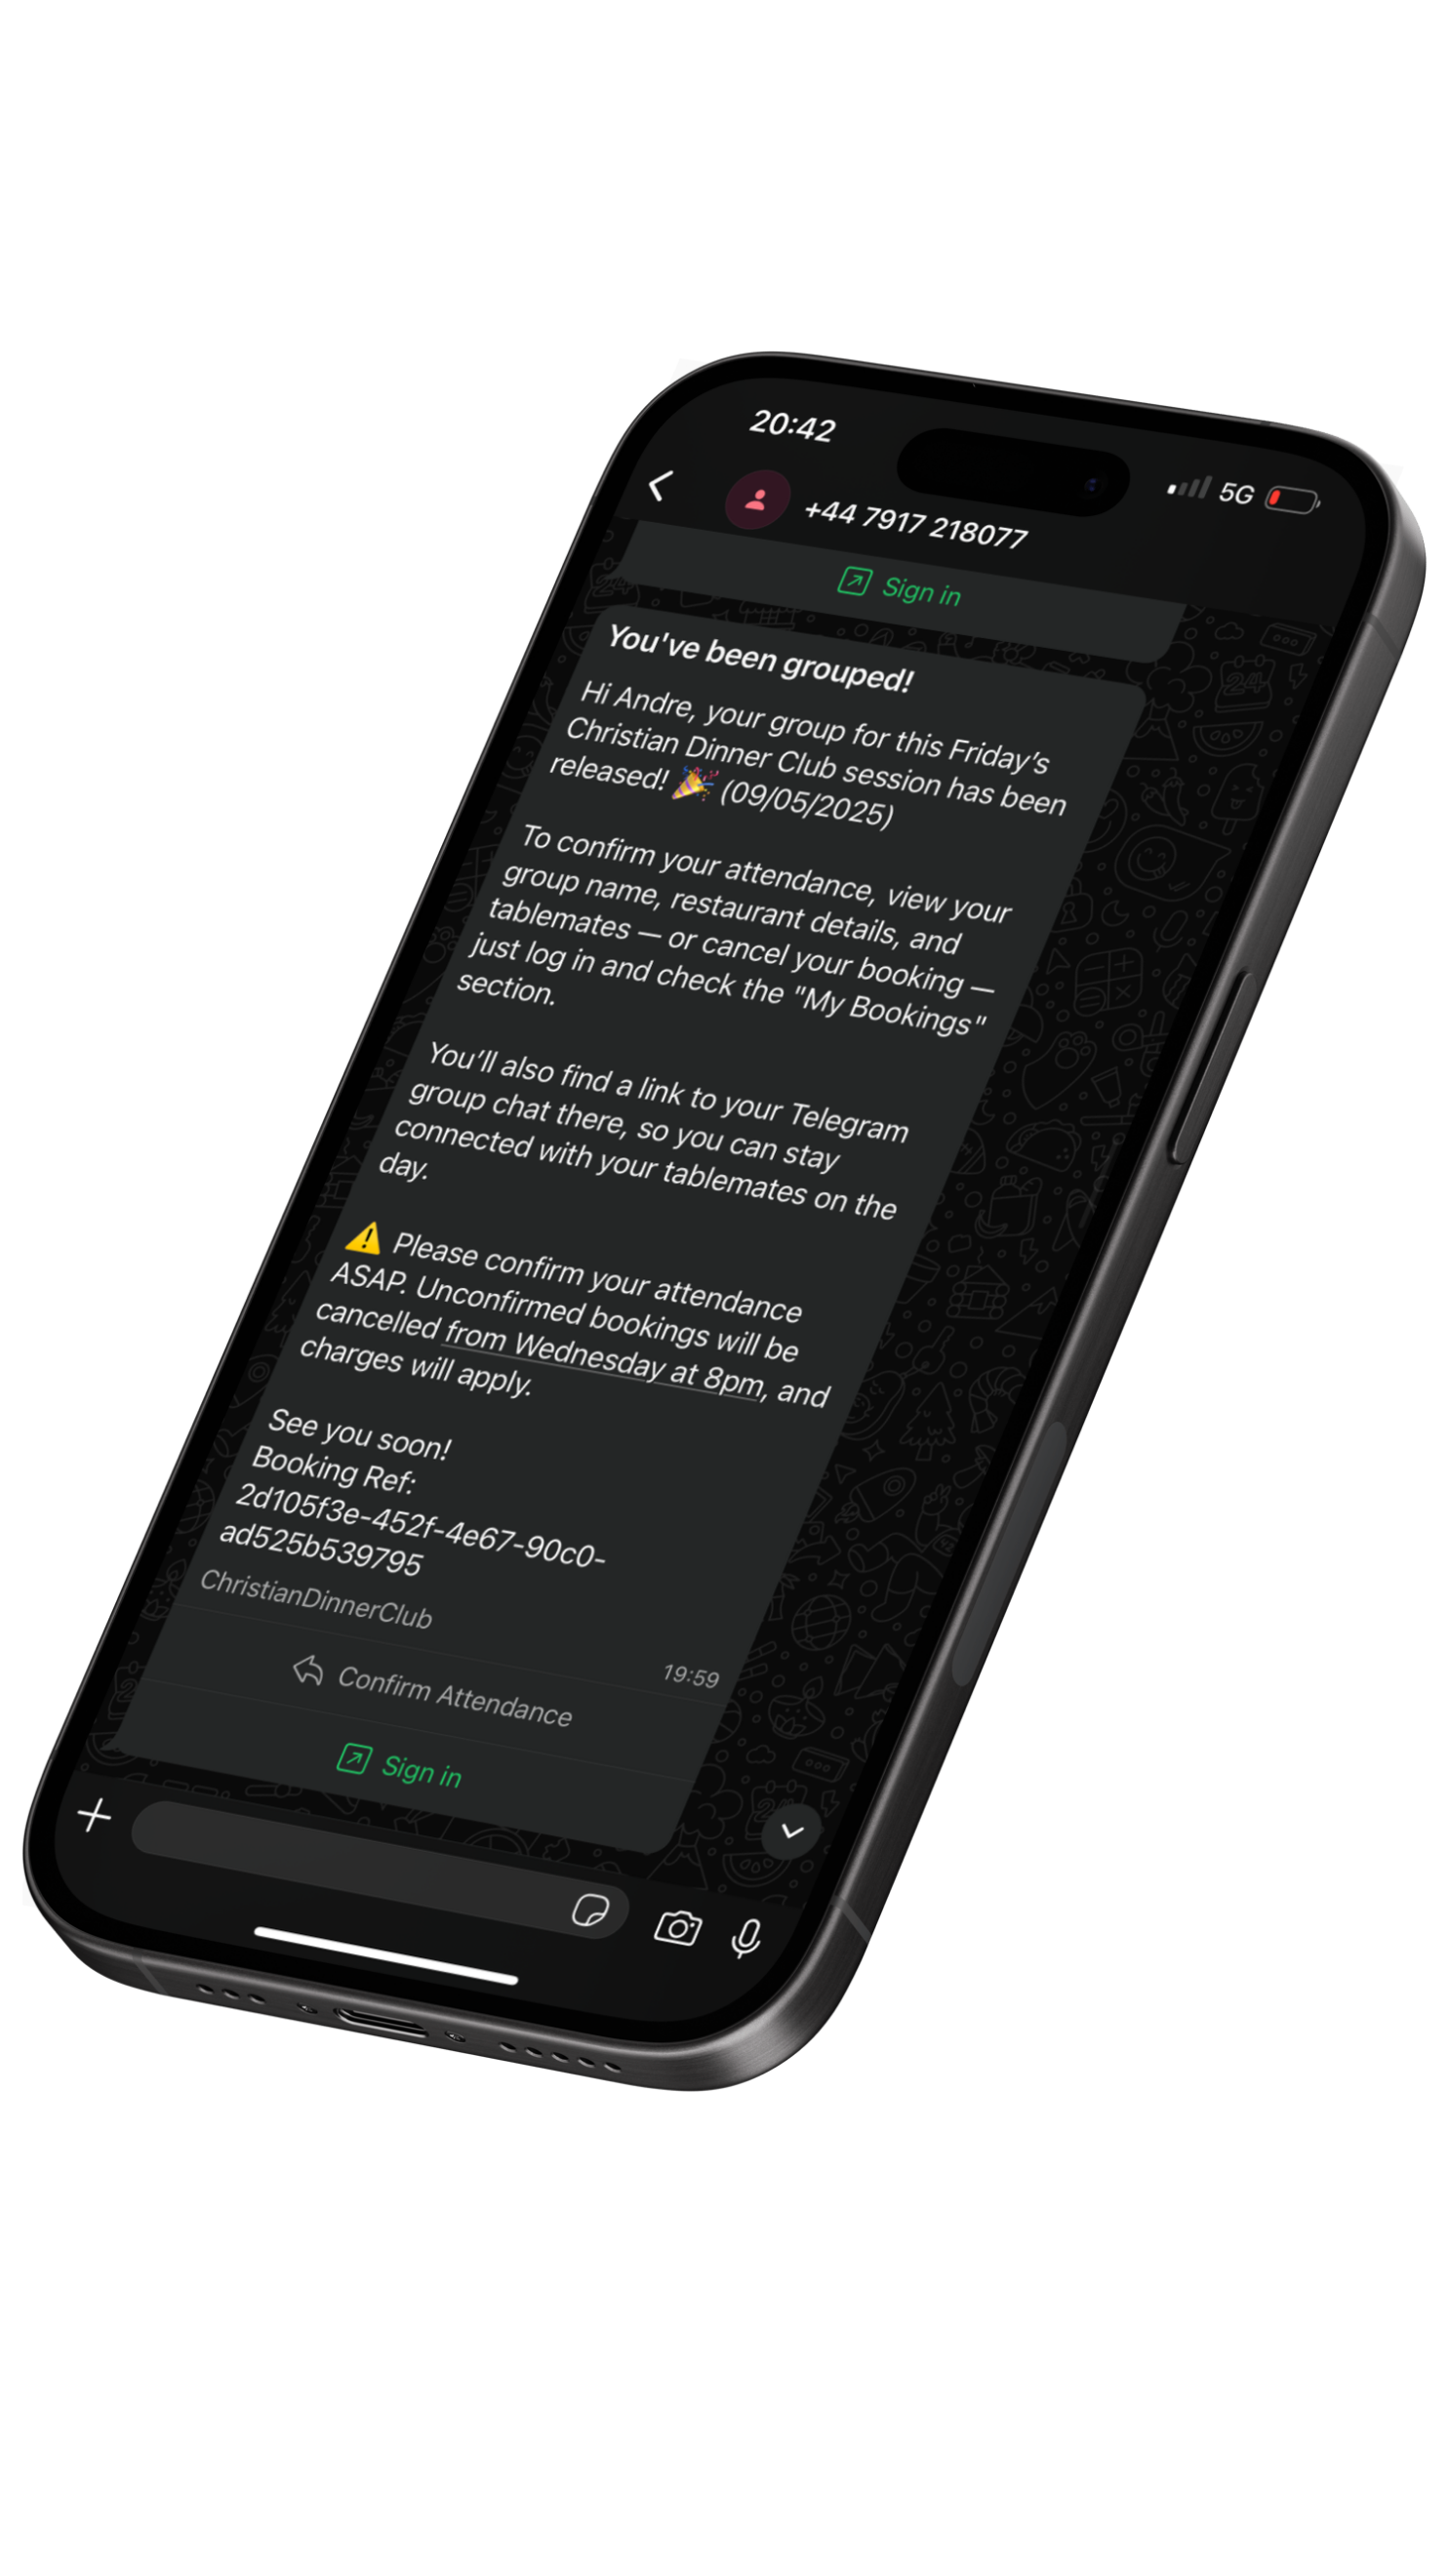 20:42
5G
+44 7917 218077
Sign in
You've been grouped!
Hi Andre, your group for this Friday’s
Christian Dinner Club session has been
released! 🎉 (09/05/2025)
To confirm your attendance, view your
group name, restaurant details, and
tablemates — or cancel your booking —
just log in and check the "My Bookings"
section.
You’ll also find a link to your Telegram
group chat there, so you can stay
connected with your tablemates on the
day.
⚠️ Please confirm your attendance
ASAP. Unconfirmed bookings will be
cancelled from Wednesday at 8pm, and
charges will apply.
See you soon!
Booking Ref:
2d105f3e-452f-4e67-90c0-
ad525b539795
ChristianDinnerClub
19:59
Confirm Attendance
Sign in